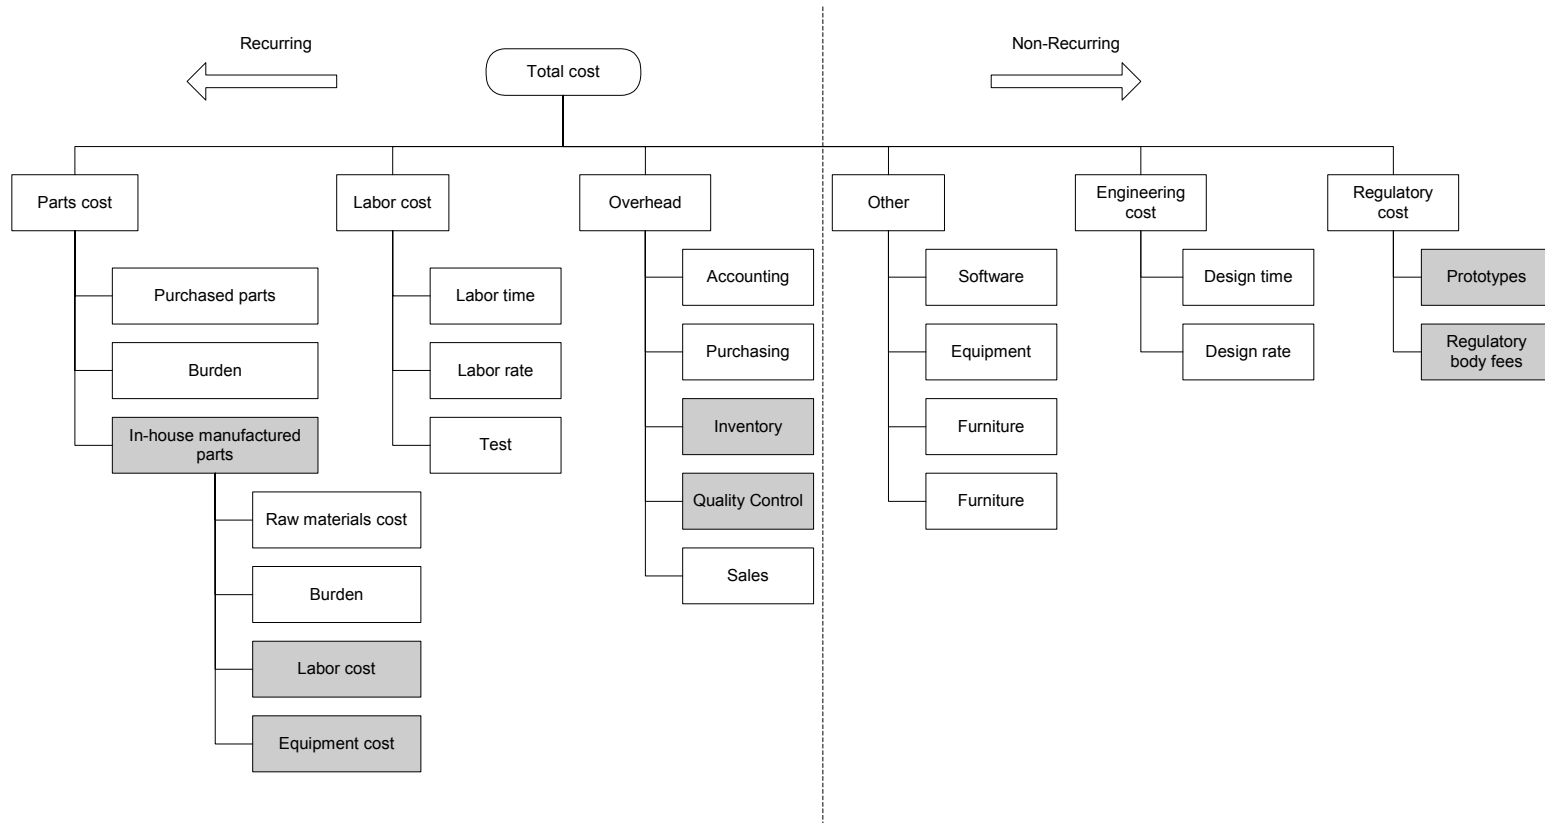 Recurring
Total cost
Non-Recurring
Parts cost
Labor cost
Overhead
Other
Engineering
cost
Regulatory
cost
Purchased parts
Burden
In-house manufactured
parts
Raw materials cost
Burden
Labor cost
Equipment cost
Labor time
Labor rate
Test
Accounting
Purchasing
Inventory
Quality Control
Sales
Software
Equipment
Furniture
Furniture
Design time
Design rate
Prototypes
Regulatory
body fees